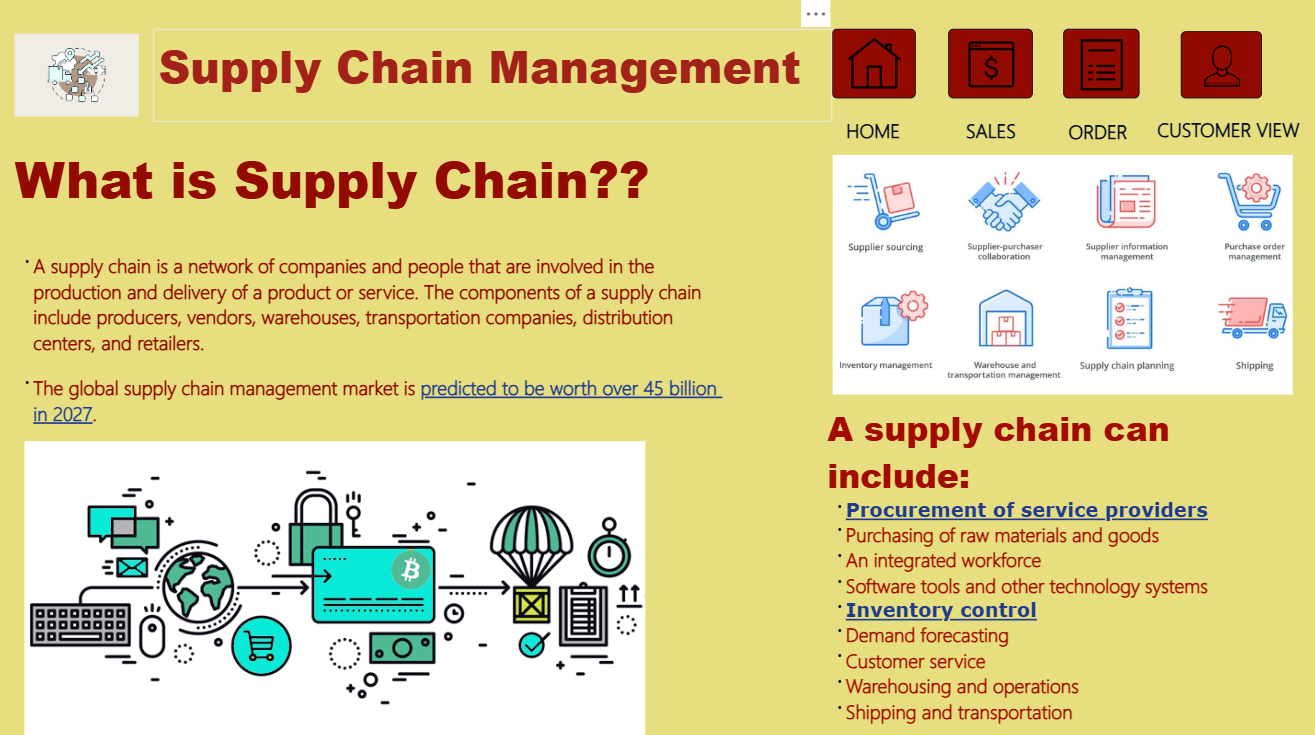 Supply Chain Management
HOME
SALES
ORDER
CUSTOMER VIEW
What is Supply Chain??
A supply chain is a network of companies and people that are involved in the
production and delivery of a product or service. The components of a supply chain
include producers, vendors, warehouses, transportation companies, distribution
centers, and retailers.
The global supply chain management market is predicted to be worth over 45 billion
in 2027.
Supplier sourcing
Supplier-purchaser
collaboration
Supplier information
management
Purchase order
management
Inventory management
Warehouse and
transportation management
Supply chain planning
Shipping
A supply chain can
include:
Procurement of service providers
Purchasing of raw materials and goods
An integrated workforce
Software tools and other technology systems
Inventory control
Demand forecasting
Customer service
Warehousing and operations
Shipping and transportation